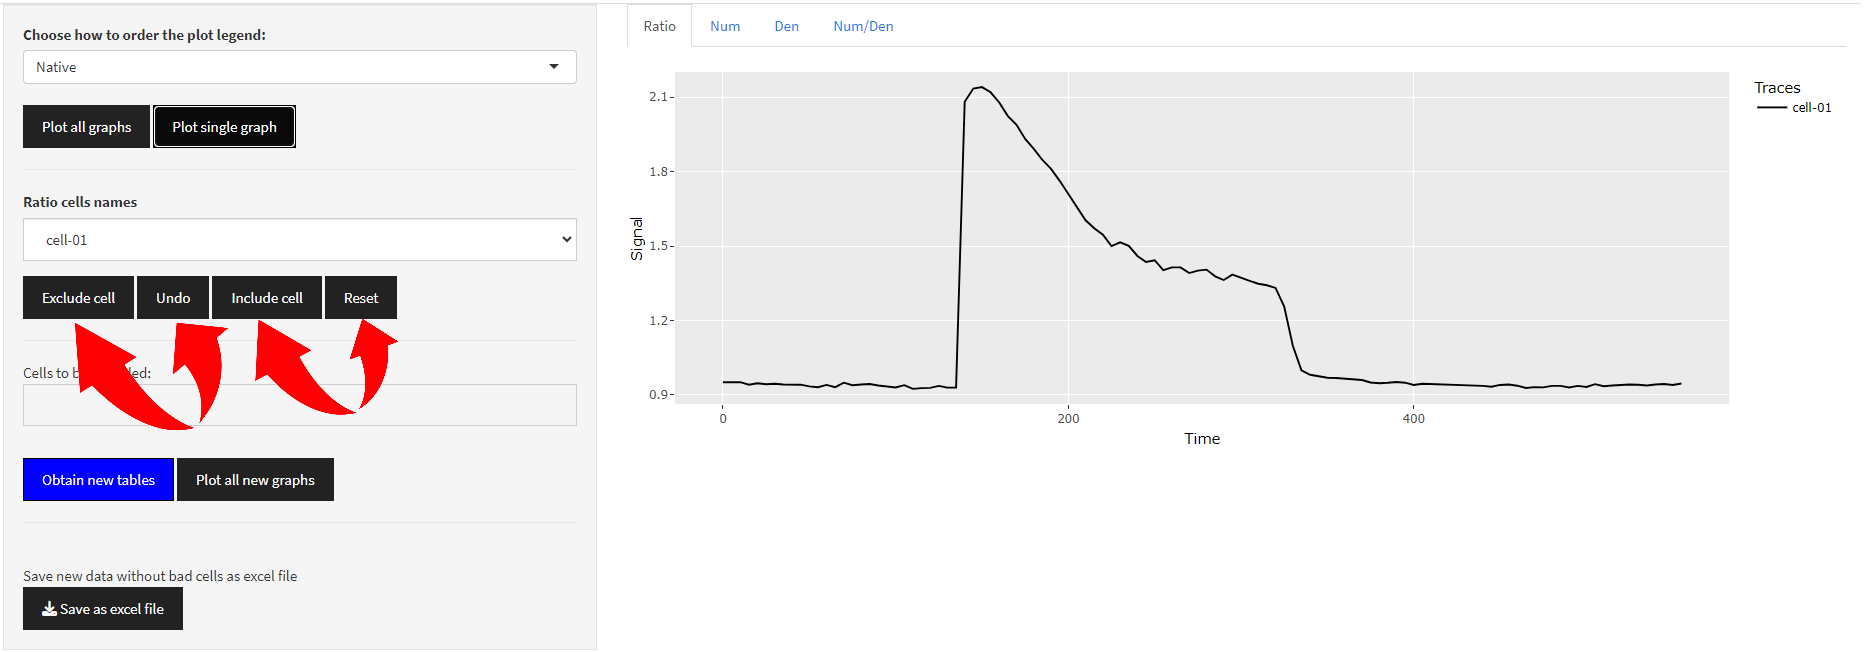 Choose how to order the plot legend:
Native
Plot all graphs
Plot single graph
Ratio cells names
cell-01
Exclude cell
Undo
Include cell
Reset
Cells to b
ed:
Obtain new tables
Plot all new graphs
Save new data without bad cells as excel file
Save as excel file
Ratio
Num
Den
Num/Den
2.1
1.8
1.5
1.2
0.9
Signal
0
200
400
Time
Traces
cell-01